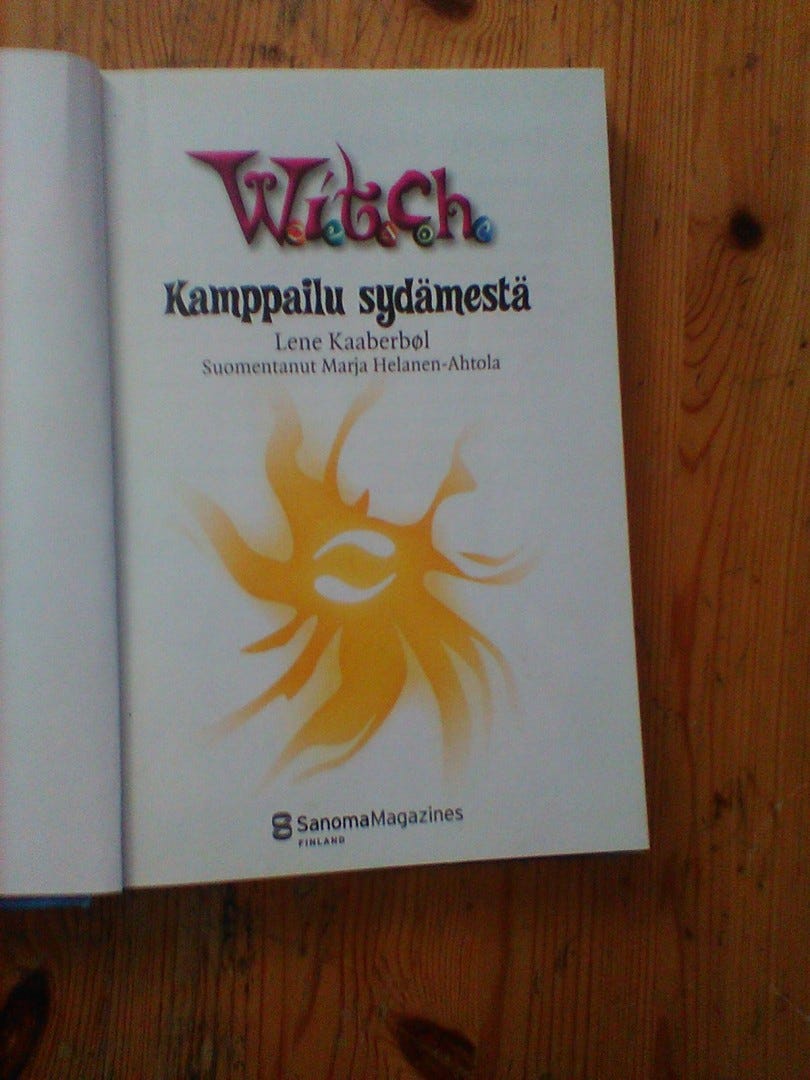 W.i.t.c.h.
Kamppailu sydämestä
Lene Kaaberbøl
Suomentanut Marja Helanen-Ahtola
SanomaMagazines
FINLAND